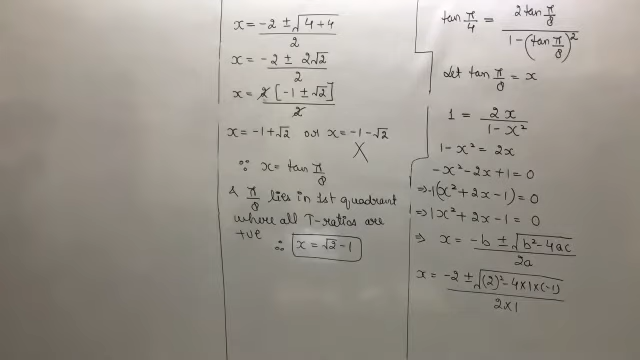 tan π/4 = 2 tan π/8 / 1 - (tan π/8)²
Let tan π/8 = x
1 = 2x / 1 - x²
1 - x² = 2x
-x² - 2x + 1 = 0
⇒ -1(x² + 2x - 1) = 0
⇒ 1x² + 2x - 1 = 0
⇒ x = -b ± √b² - 4ac / 2a
x = -2 ± √(2)² - 4×1×(-1) / 2×1
x = -2 ± √4+4 / 2
x = -2 ± 2√2 / 2
x = 2 [-1 ± √2] / 2
x = -1 + √2 or x = -1 - √2
X
∵ x = tan π/8
& π/8 lies in 1st quadrant
where all T-ratios are
+ve
∴ x = √2 - 1